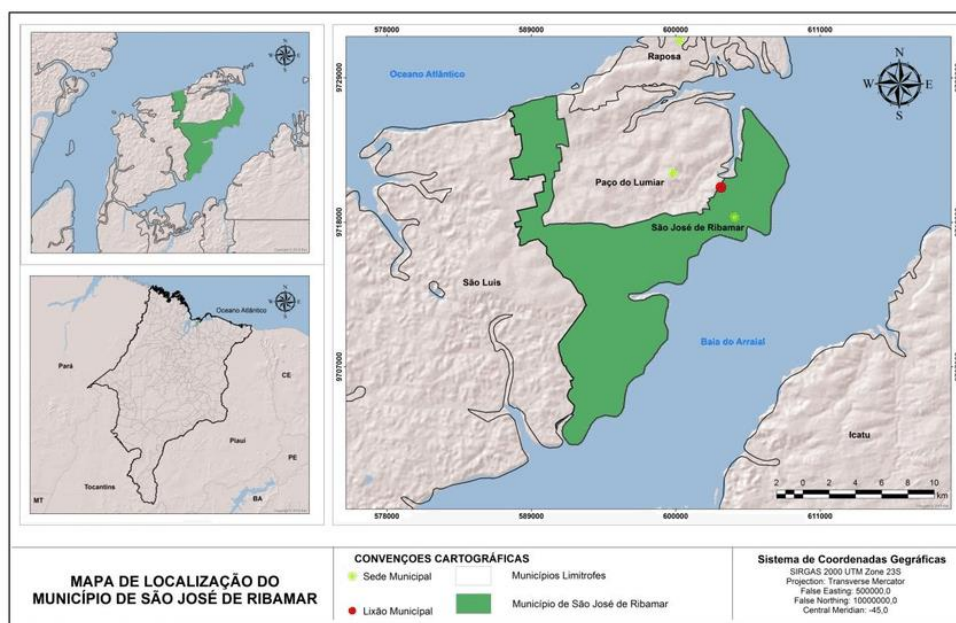 N
W E
S
Oceano Atlântico
N
W E
S
Pará
CE
Piauí
PE
Tocantins
MT
BA
578000
589000
600000
611000
Oceano Atlântico
Raposa
N
W E
S
9729000
Paço do Lumiar
9718000
São José de Ribamar
São Luis
Baia do Arraial
9707000
Icatu
2 0 2 4 6 8 10
km
578000
589000
600000
611000
MAPA DE LOCALIZAÇÃO DO
MUNICÍPIO DE SÃO JOSÉ DE RIBAMAR
CONVENÇOES CARTOGRÁFICAS
Sede Municipal
Municípios Limitrofes
Lixão Municipal
Município de São José de Ribamar
Sistema de Coordenadas Gegráficas
SIRGAS 2000 UTM Zone 23S
Projection: Transverse Mercator
False Easting: 500000,0
False Northing: 10000000,0
Central Meridian: -45,0